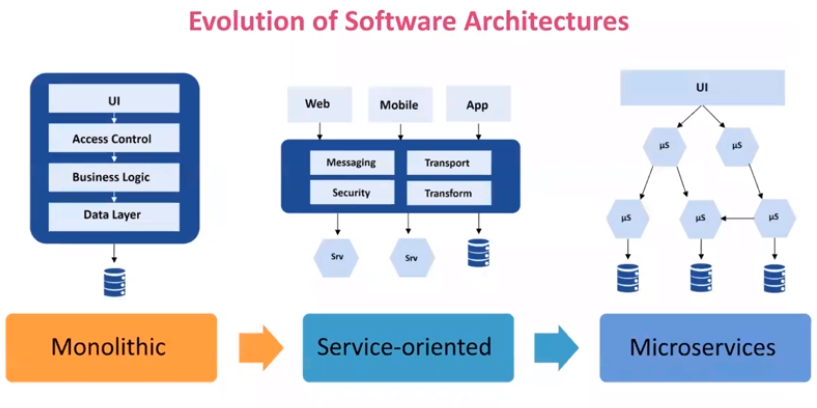 Evolution of Software Architectures
UI
Access Control
Business Logic
Data Layer
Web
Mobile
App
Messaging
Transport
Security
Transform
Srv
Srv
UI
µS
µS
µS
µS
µS
Monolithic
Service-oriented
Microservices